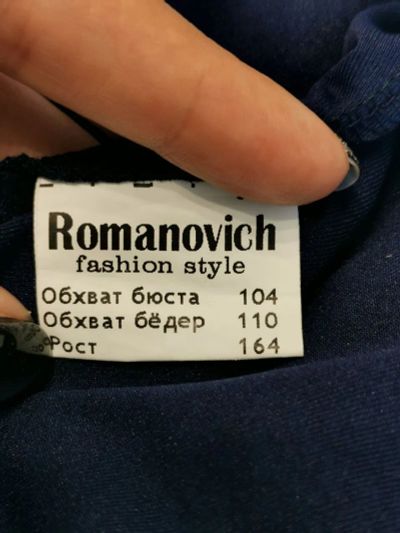 Romanovich
fashion style
Обхват бюста 104
Обхват бёдер 110
Рост 164